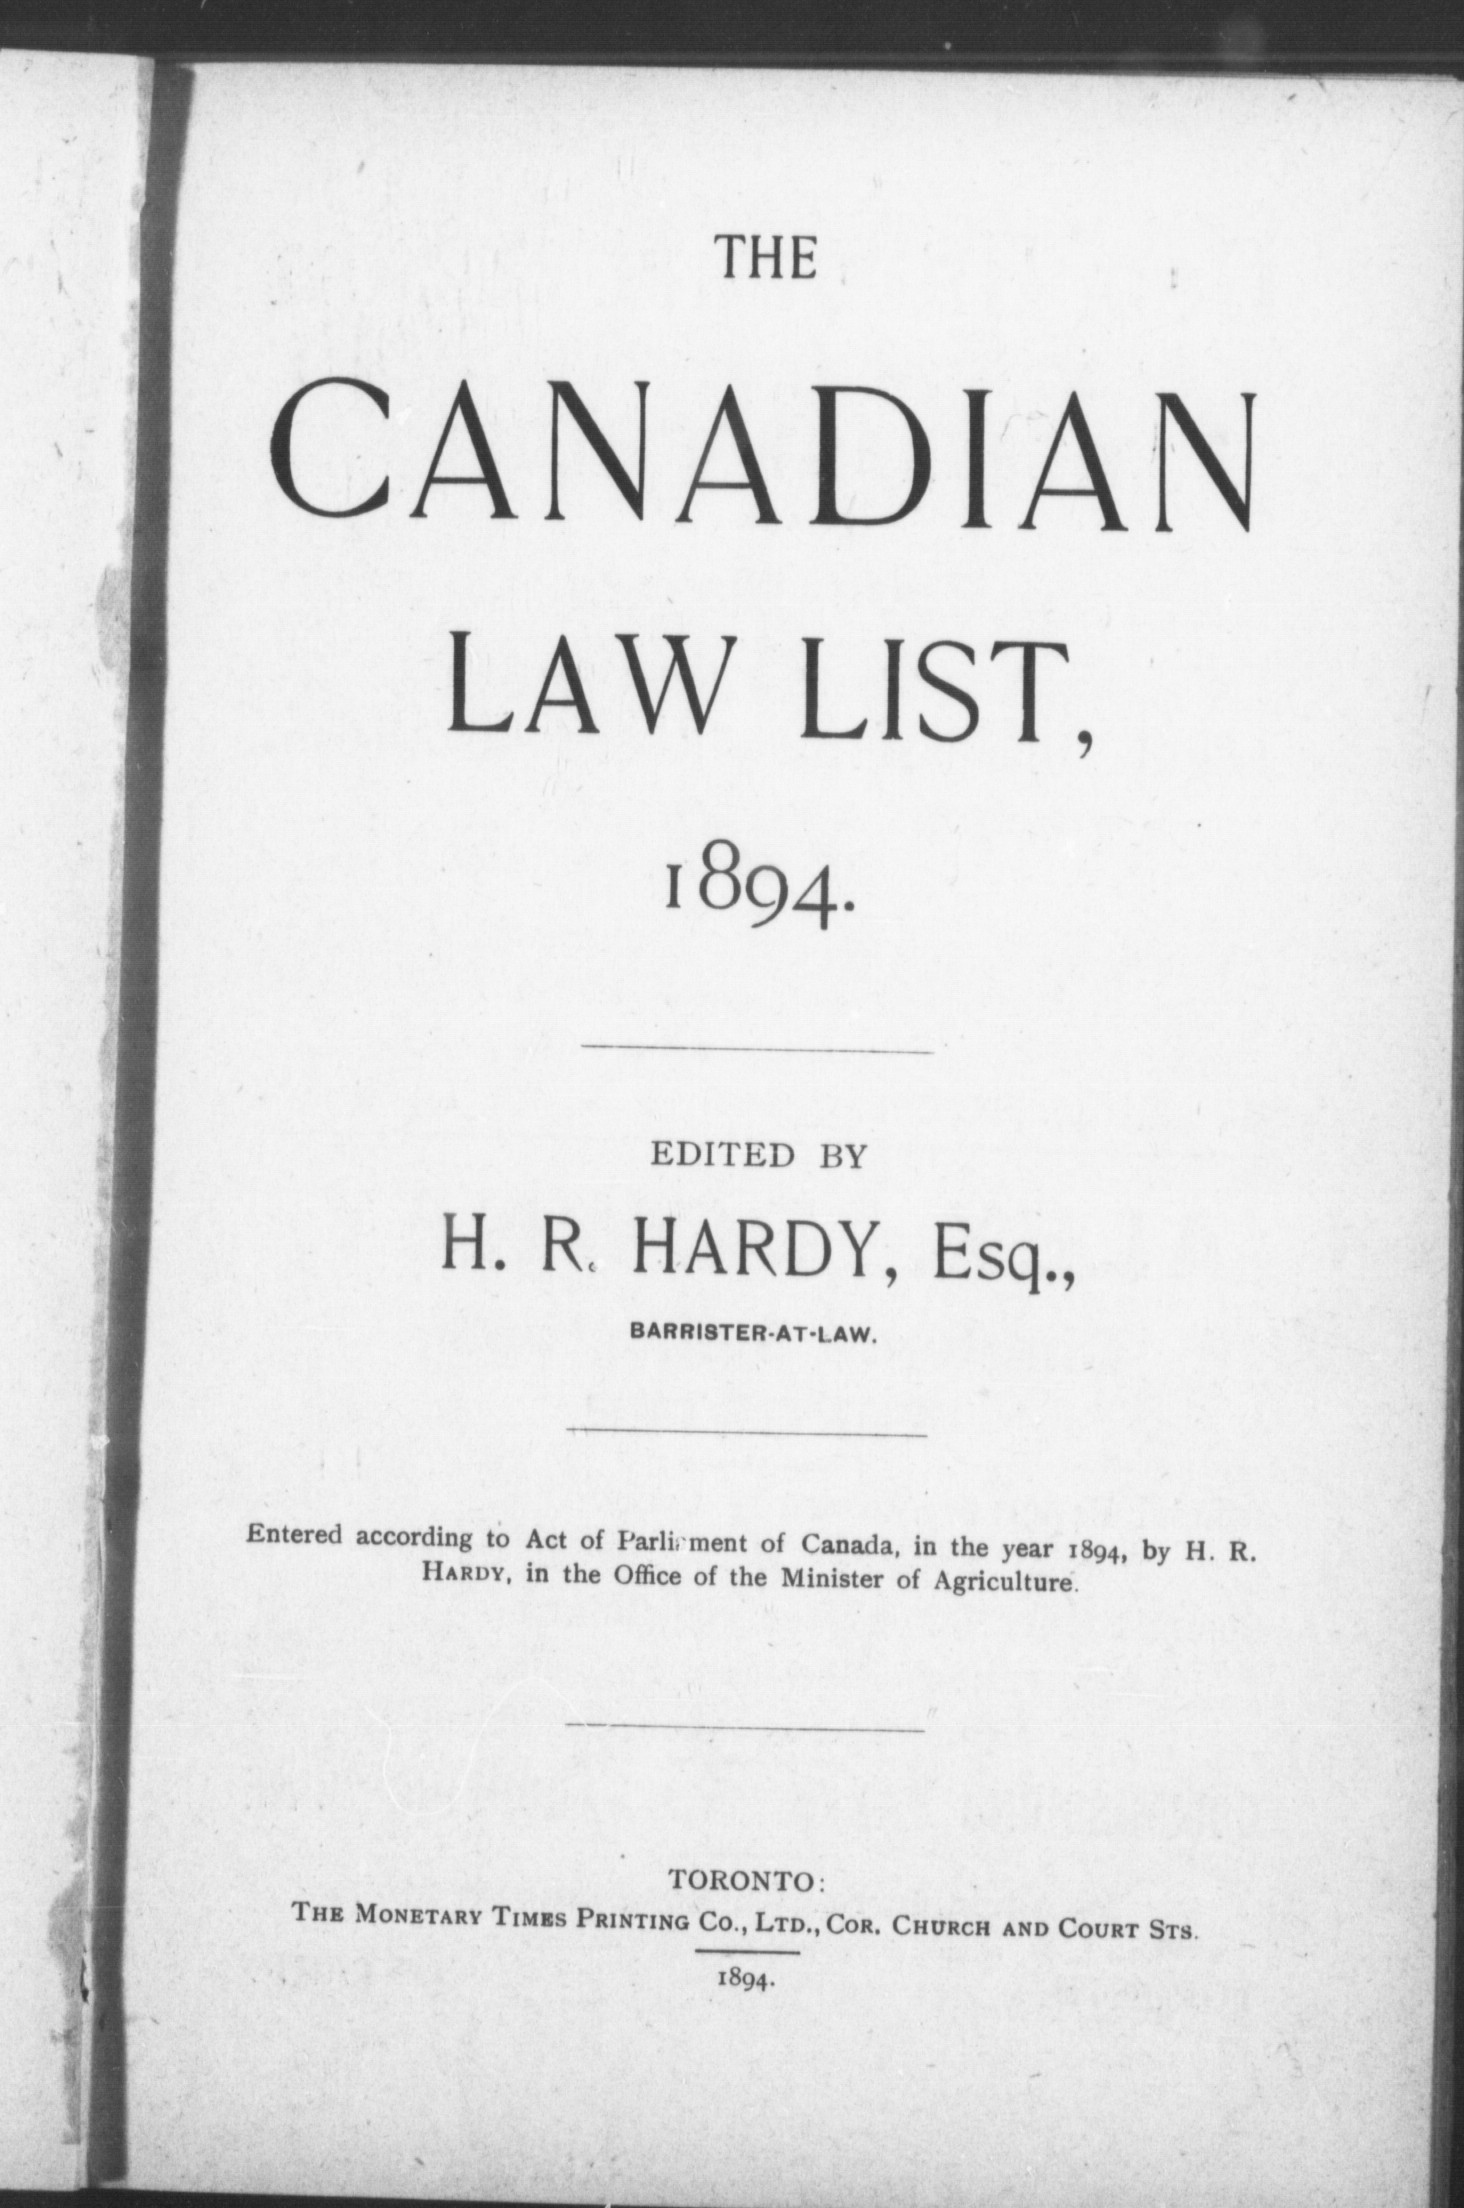 THE
CANADIAN
LAW LIST,
1894.
EDITED BY
H. R. HARDY, Esq.,
BARRISTER-AT-LAW.
Entered according to Act of Parliament of Canada, in the year 1894, by H. R.
HARDY, in the Office of the Minister of Agriculture.
TORONTO:
THE MONETARY TIMES PRINTING CO., LTD., COR. CHURCH AND COURT STS.
1894.